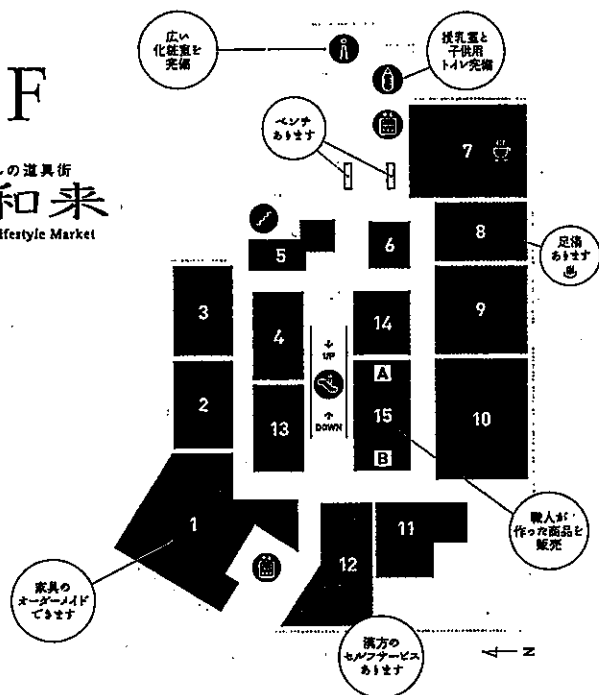 広い
化粧室を
完備
授乳室と
子供用
トイレ完備
F
ベンチ
あります
の道具街
和来
ifestyle Market
7
8
足湯
あります
5
6
3
4
14
9
UP
A
2
13
DOWN
15
10
B
1
11
12
職人が
作った商品を
販売
家具の
オーダーメイド
できます
漢方の
セルフサービス
あります
N